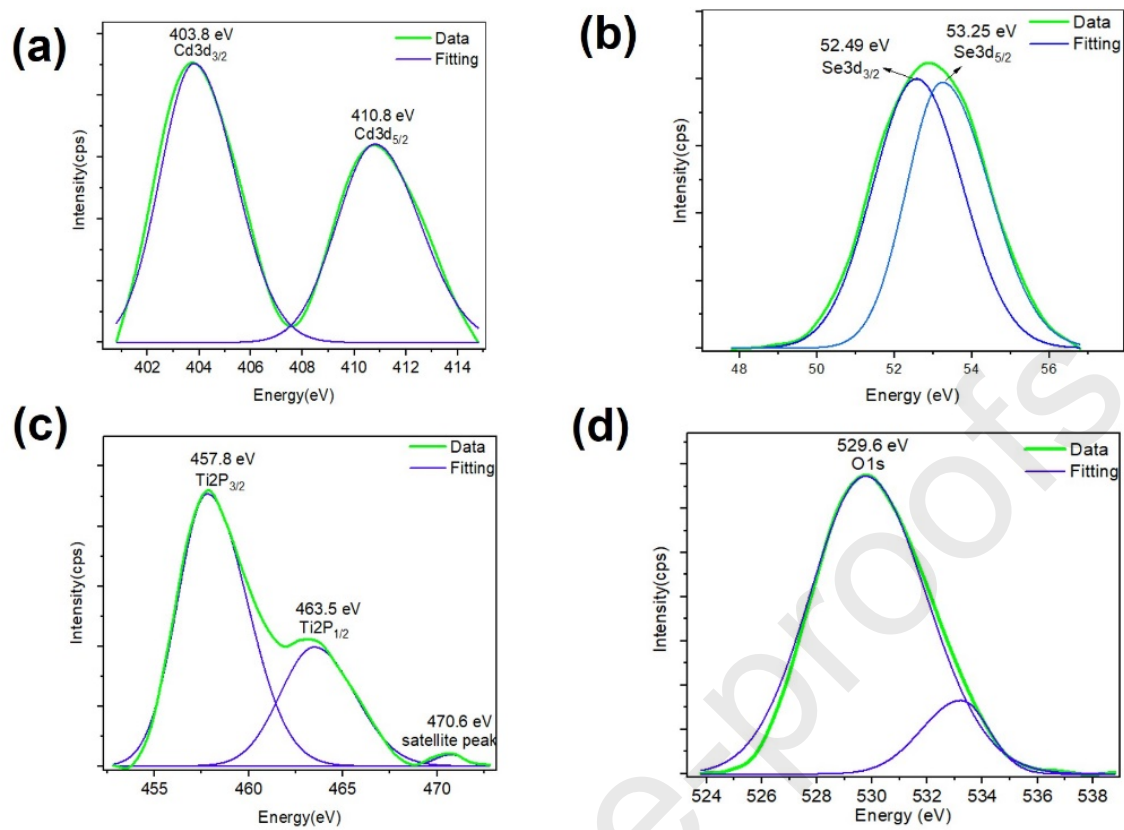 (a)
403.8 eV
Cd3d3/2
Data
Fitting
410.8 eV
Cd3d5/2
Intensity(cps)
402 404 406 408 410 412 414
Energy(eV)
(b)
52.49 eV
Se3d3/2
53.25 eV
Se3d5/2
Data
Fitting
Intensity(cps)
48 50 52 54 56
Energy (eV)
(c)
457.8 eV
Ti2P3/2
Data
Fitting
463.5 eV
Ti2P1/2
470.6 eV
satellite peak
Intensity(cps)
455 460 465 470
Energy(eV)
(d)
529.6 eV
O1s
Data
Fitting
Intensity(cps)
524 526 528 530 532 534 536 538
Energy (eV)
erproofs